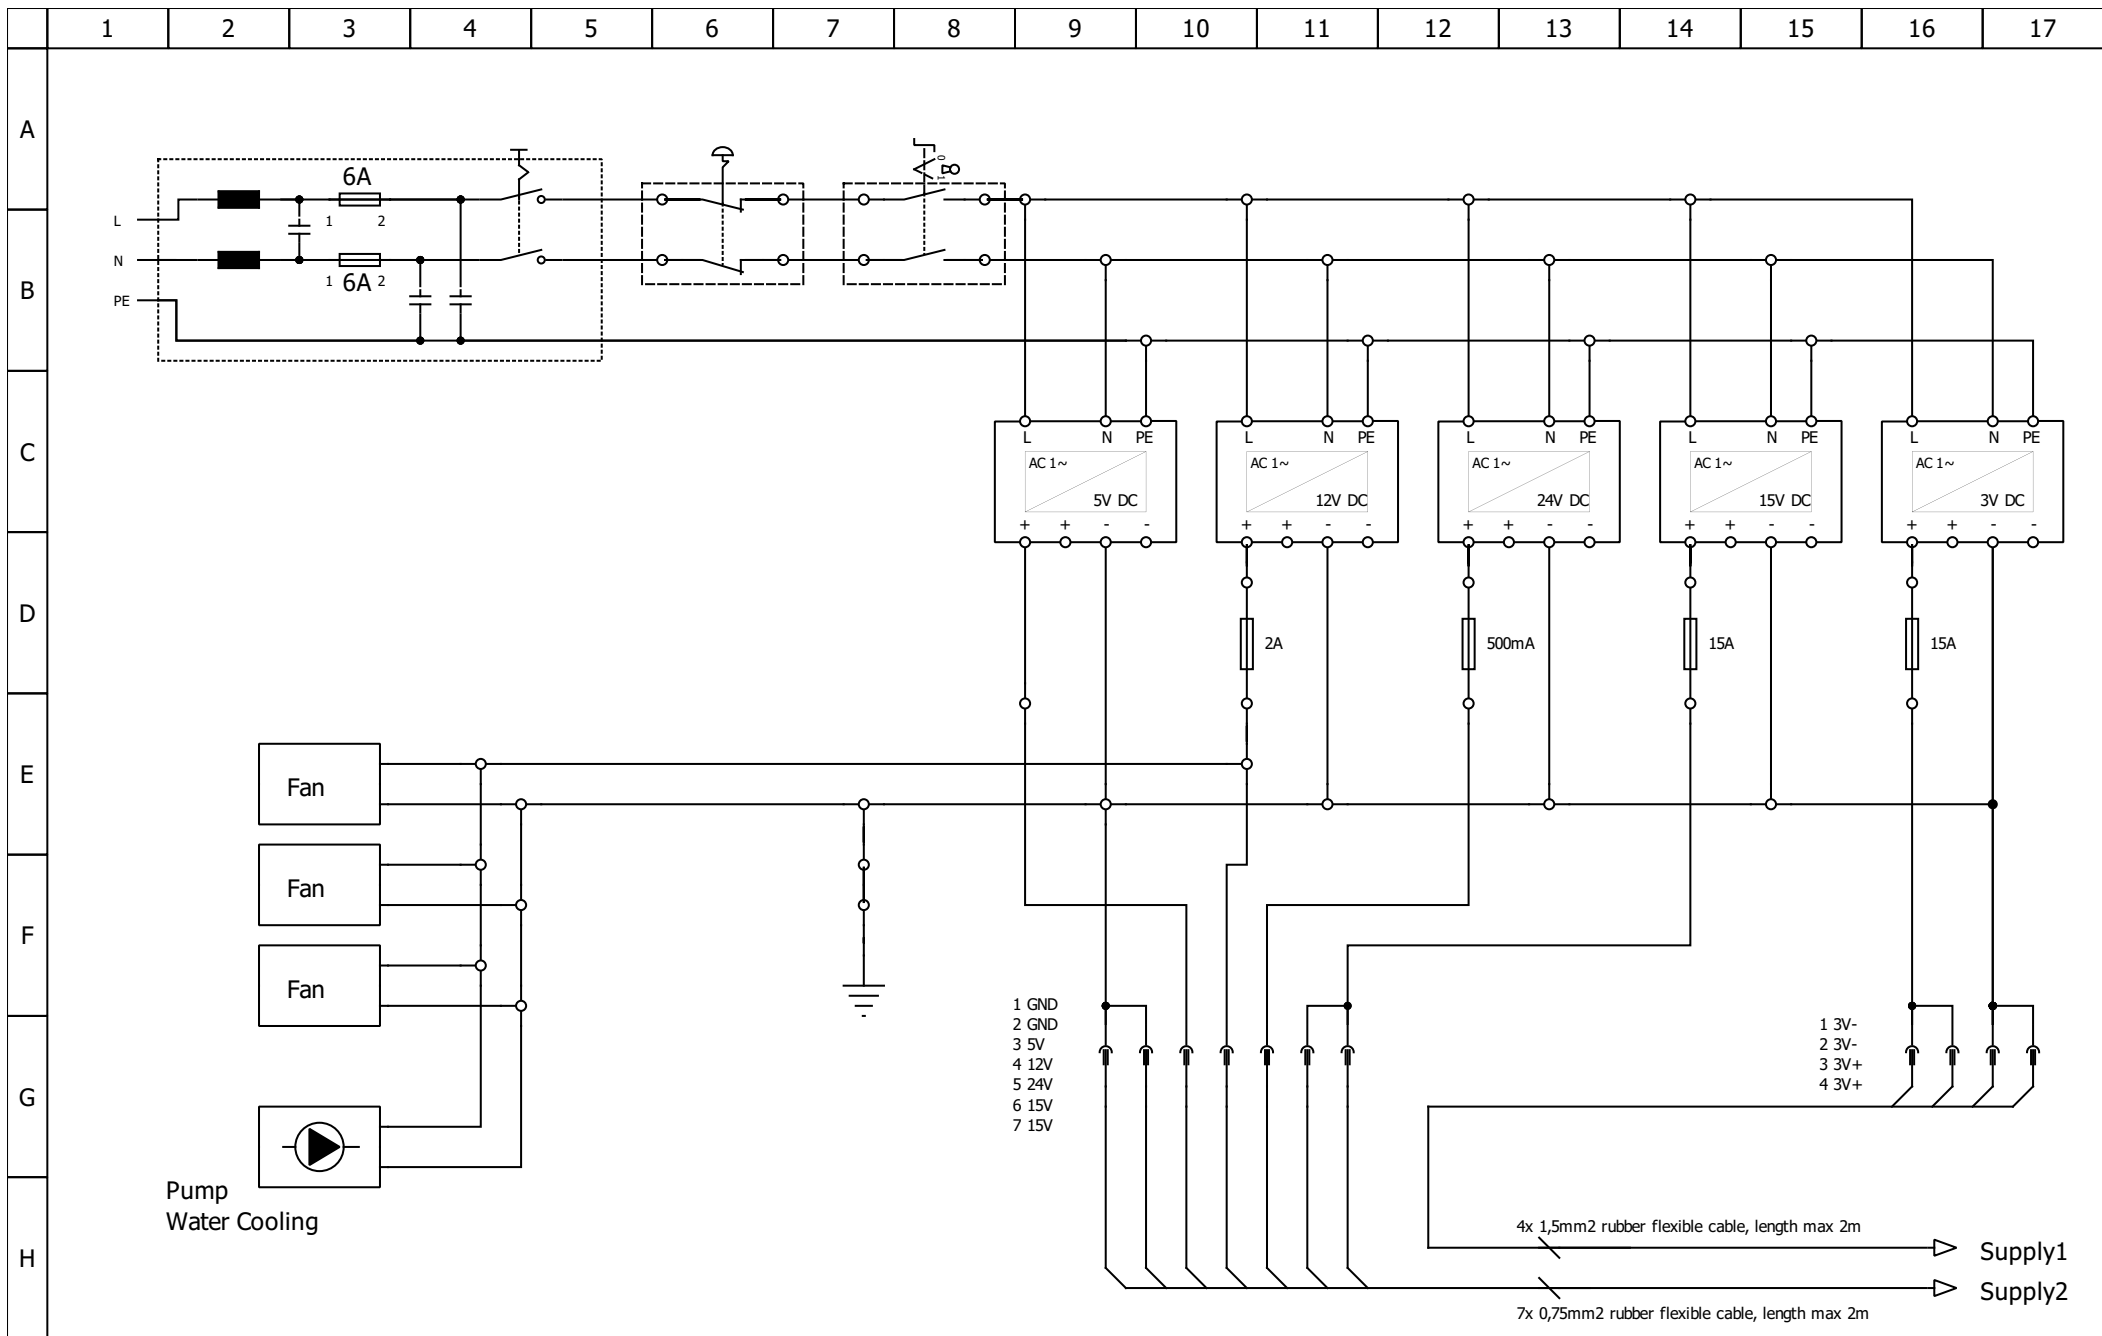 1 2 3 4 5 6 7 8 9 10 11 12 13 14 15 16 17
A
6A
0
1
L
1 2
N
1 6A 2
B
PE
C
L N PE L N PE L N PE L N PE L N PE
AC 1~ AC 1~ AC 1~ AC 1~ AC 1~
5V DC 12V DC 24V DC 15V DC 3V DC
+ + - - + + - - + + - - + + - - + + - -
D
2A 500mA 15A 15A
E
Fan
Fan
F
Fan
1 GND
2 GND
3 5V
4 12V
5 24V
6 15V
7 15V
1 3V-
2 3V-
3 3V+
4 3V+
G
Pump
Water Cooling
H
4x 1,5mm2 rubber flexible cable, length max 2m
Supply1
Supply2
7x 0,75mm2 rubber flexible cable, length max 2m